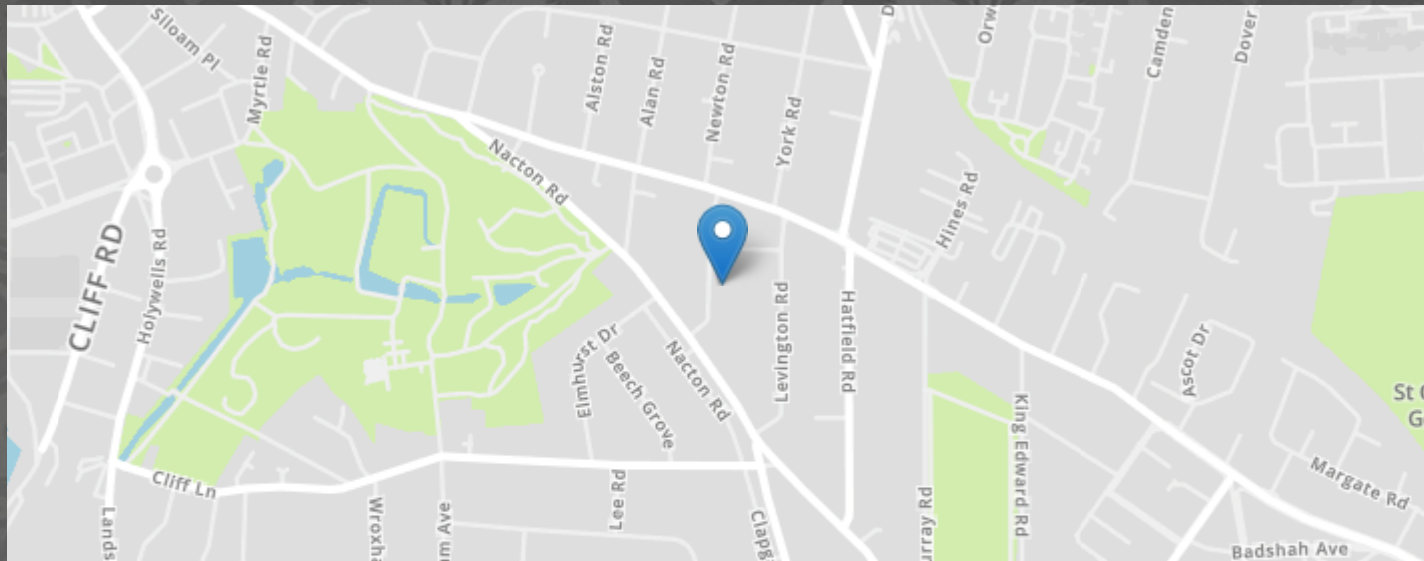 Siloam Pl
Myrtle Rd
Alston Rd
Alan Rd
Newton Rd
York Rd
Camden
Dover
Nacton Rd
Hines Rd
CLIFF RD
Holywells Rd
Levington Rd
Hatfield Rd
Elmhurst Dr
Beech Grove
Nacton Rd
Ascot Dr
King Edward Rd
Margate Rd
Cliff Ln
Lee Rd
Badshah Ave